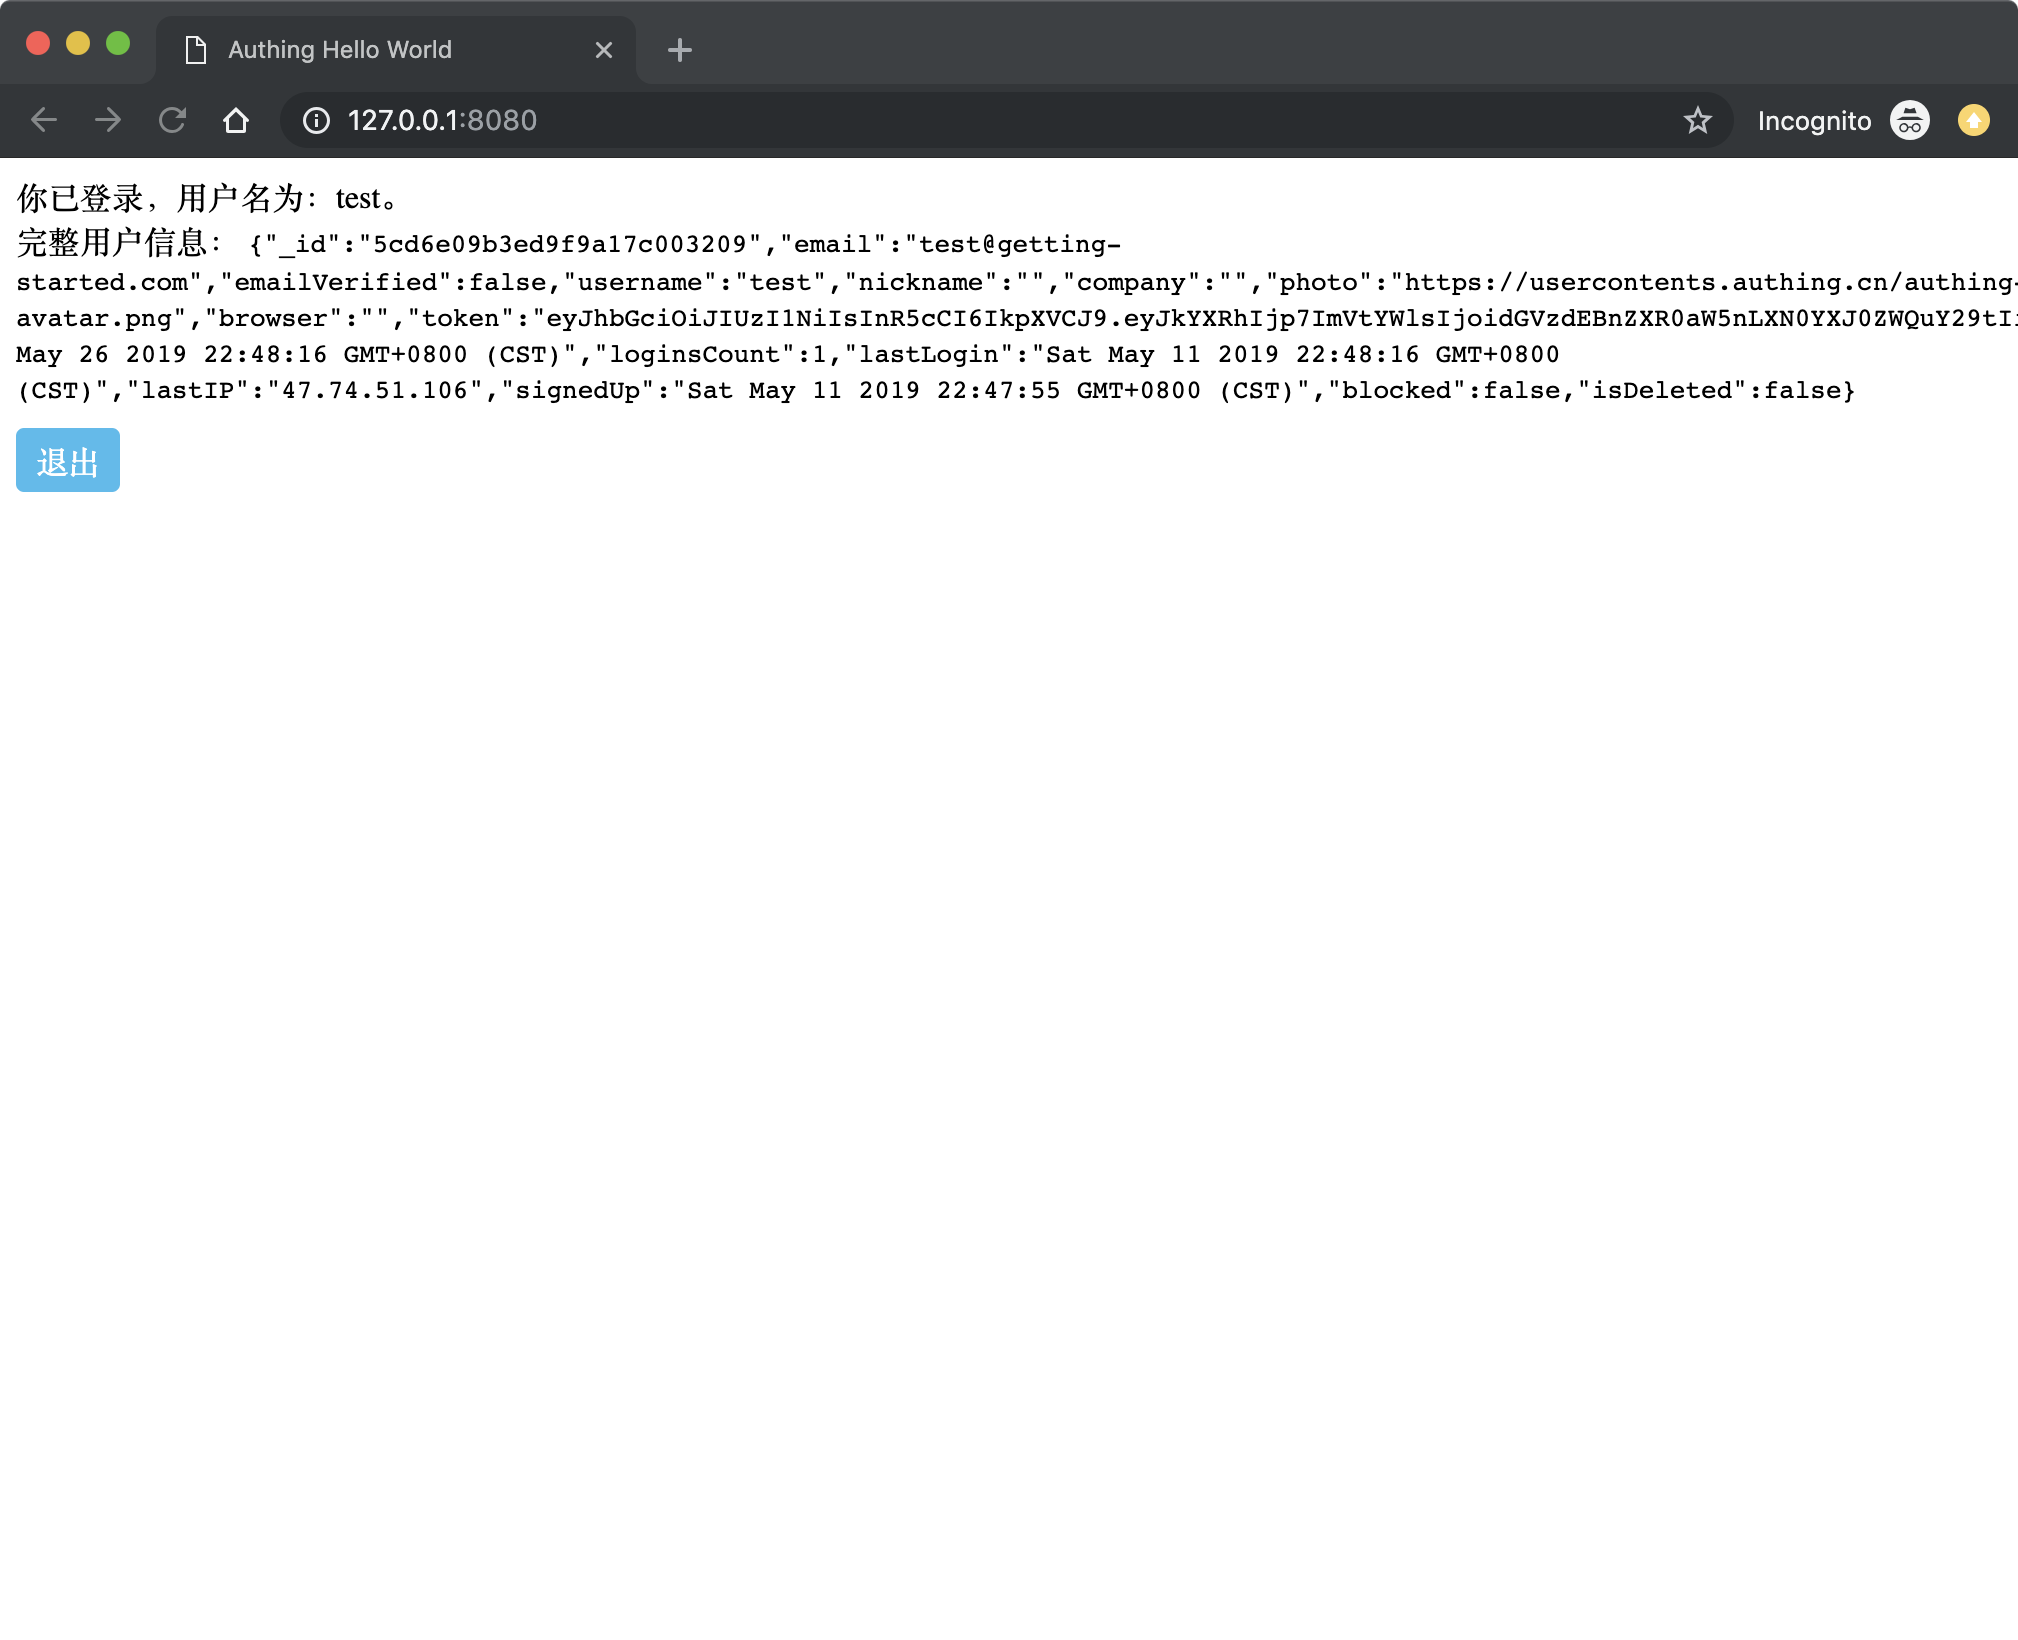 Authing Hello World
127.0.0.1:8080
Incognito
你已登录，用户名为：test。
完整用户信息： {"_id":"5cd6e09b3ed9f9a17c003209","email":"test@getting-
started.com","emailVerified":false,"username":"test","nickname":"","company":"","photo":"https://usercontents.authing.cn/authing-
avatar.png","browser":"","token":"eyJhbGciOiJIUzI1NiIsInR5cCI6IkpXVCJ9.eyJkYXRhIjp7ImVtYWlsIjoidGVzdEBnZXR0aW5nLXN0YXJ0ZWQuY29tIi
May 26 2019 22:48:16 GMT+0800 (CST)","loginsCount":1,"lastLogin":"Sat May 11 2019 22:48:16 GMT+0800
(CST)","lastIP":"47.74.51.106","signedUp":"Sat May 11 2019 22:47:55 GMT+0800 (CST)","blocked":false,"isDeleted":false}
退出